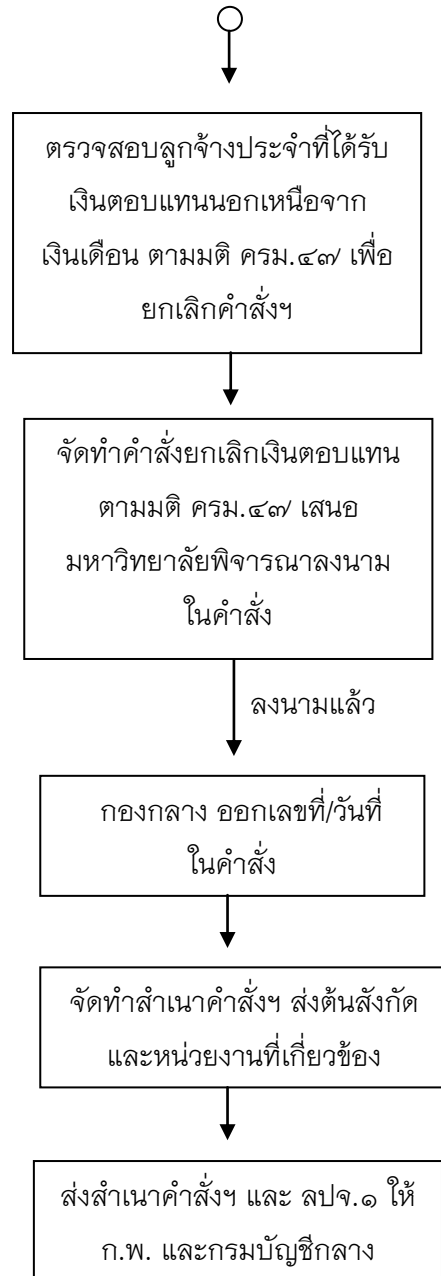 ตรวจสอบลูกจ้างประจำที่ได้รับ
เงินตอบแทนนอกเหนือจาก
เงินเดือน ตามมติ ครม.๔๗ เพื่อ
ยกเลิกคำสั่งฯ
จัดทำคำสั่งยกเลิกเงินตอบแทน
ตามมติ ครม.๔๗ เสนอ
มหาวิทยาลัยพิจารณาลงนาม
ในคำสั่ง
ลงนามแล้ว
กองกลาง ออกเลขที่/วันที่
ในคำสั่ง
จัดทำสำเนาคำสั่งฯ ส่งต้นสังกัด
และหน่วยงานที่เกี่ยวข้อง
ส่งสำเนาคำสั่งฯ และ ลปจ.๑ ให้
ก.พ. และกรมบัญชีกลาง